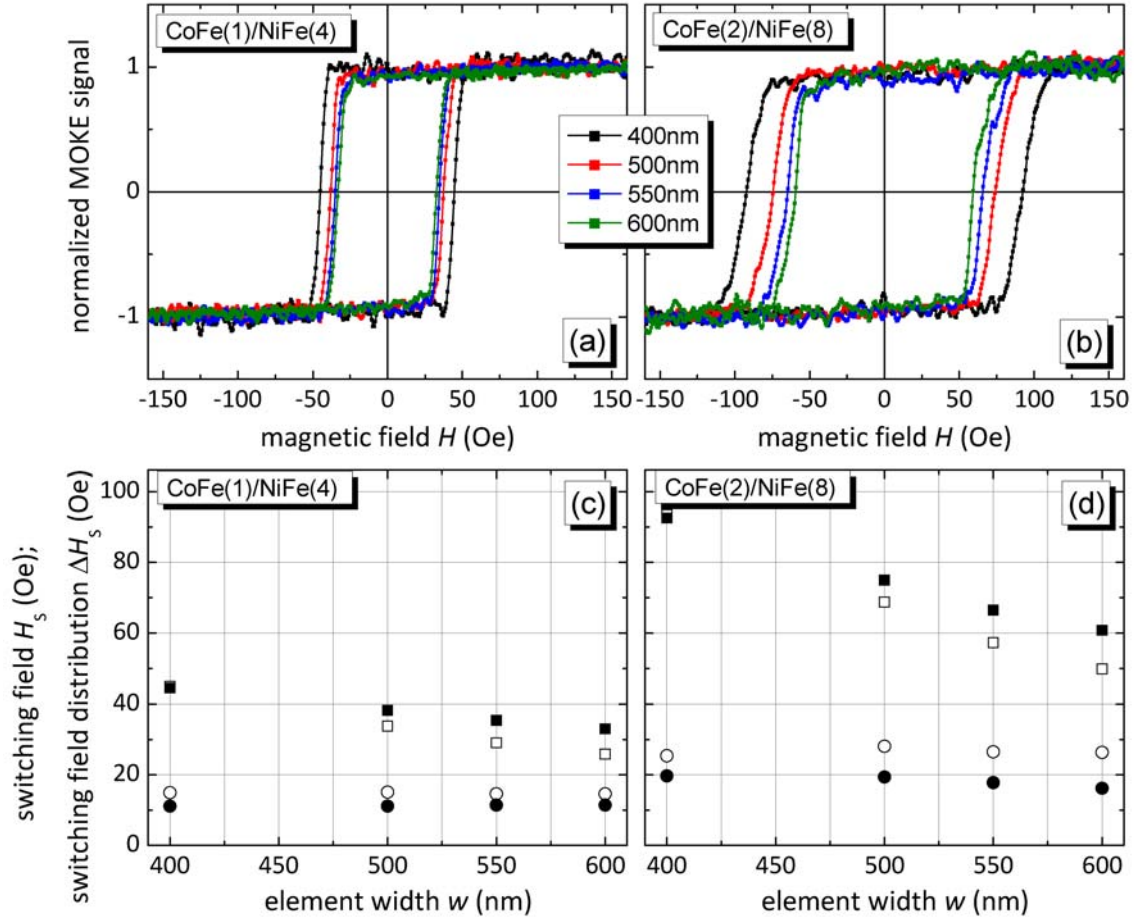 CoFe(1)/NiFe(4)
CoFe(2)/NiFe(8)
normalized MOKE signal
1
0
-1
400nm
500nm
550nm
600nm
(a)
(b)
-150 -100 -50 0 50 100 150
-150 -100 -50 0 50 100 150
magnetic field H (Oe)
magnetic field H (Oe)
CoFe(1)/NiFe(4)
(c)
CoFe(2)/NiFe(8)
(d)
switching field Hs (Oe);
switching field distribution ΔHs (Oe)
100
80
60
40
20
0
400 450 500 550 600
400 450 500 550 600
element width w (nm)
element width w (nm)